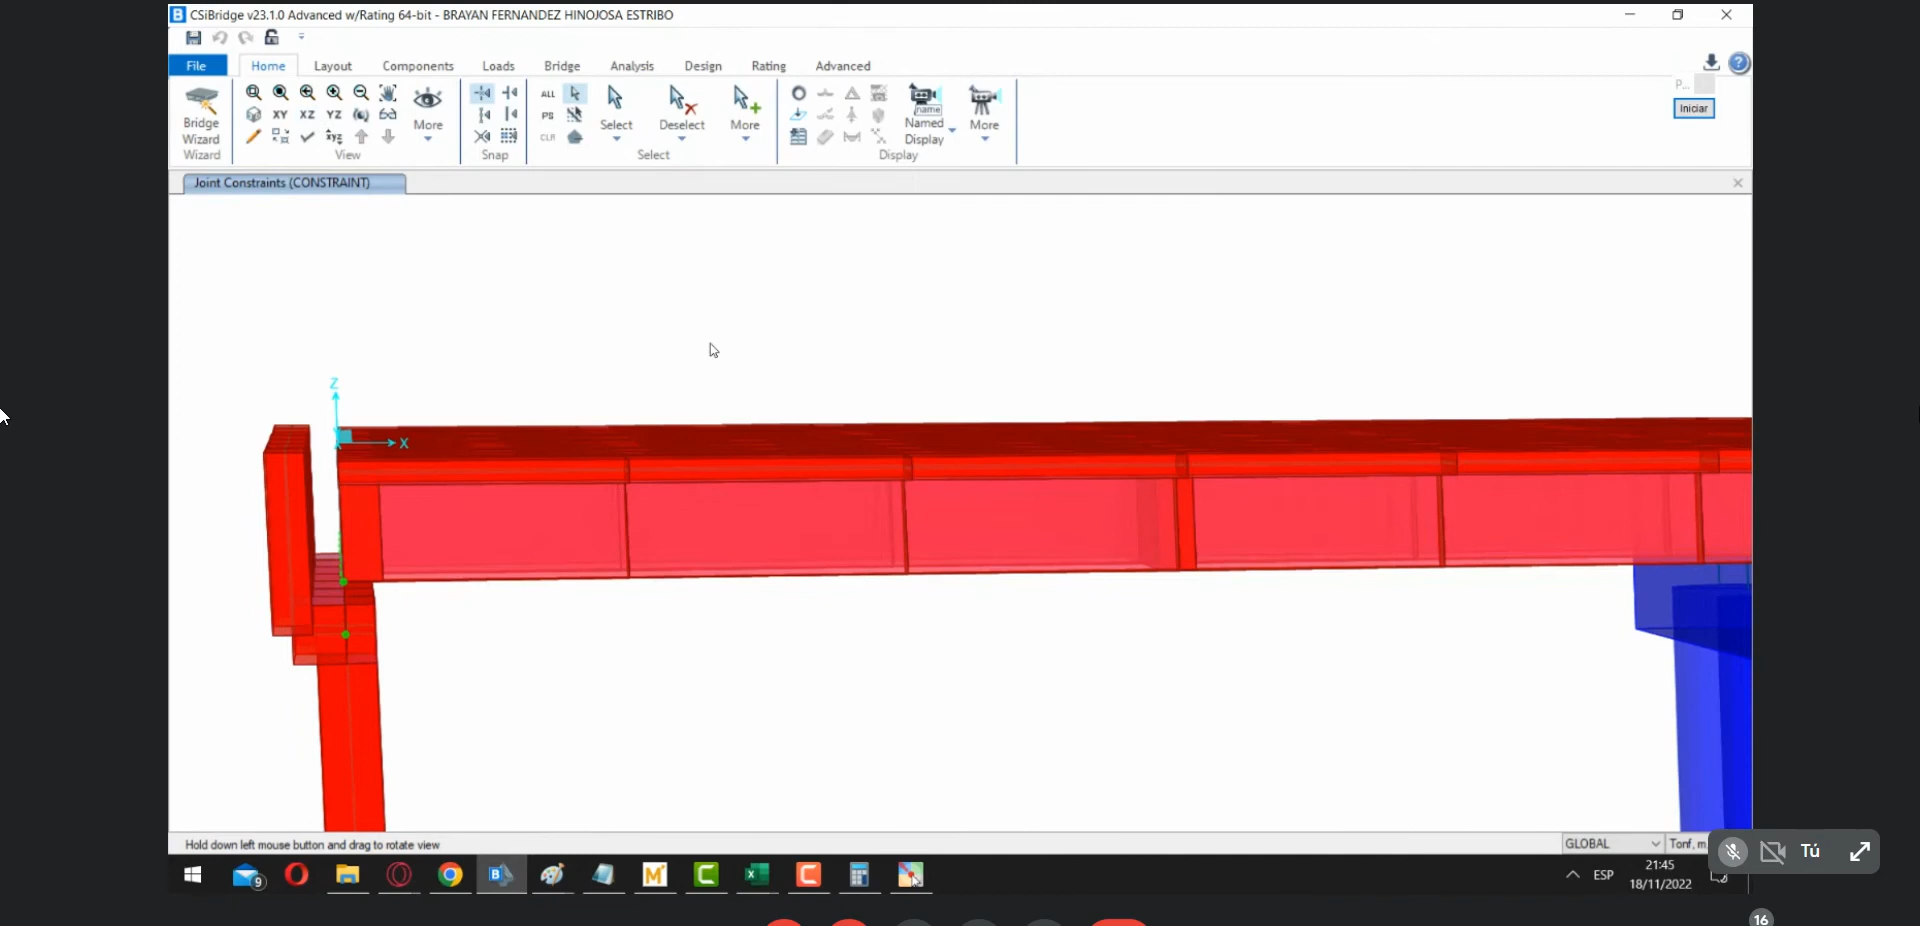 CSiBridge v23.1.0 Advanced w/Rating 64-bit - BRAYAN FERNANDEZ HINOJOSA ESTRIBO
File Home Layout Components Loads Bridge Analysis Design Rating Advanced
P...
Iniciar
Bridge
Wizard
Wizard
XY XZ YZ
xyz
More
View
Snap
ALL
PS
CLR
Select
Deselect
More
Select
name
Named
Display
More
Display
Joint Constraints (CONSTRAINT)
Z
X
Hold down left mouse button and drag to rotate view
GLOBAL
Tonf, m,
Tú
9
ESP
21:45
18/11/2022
16